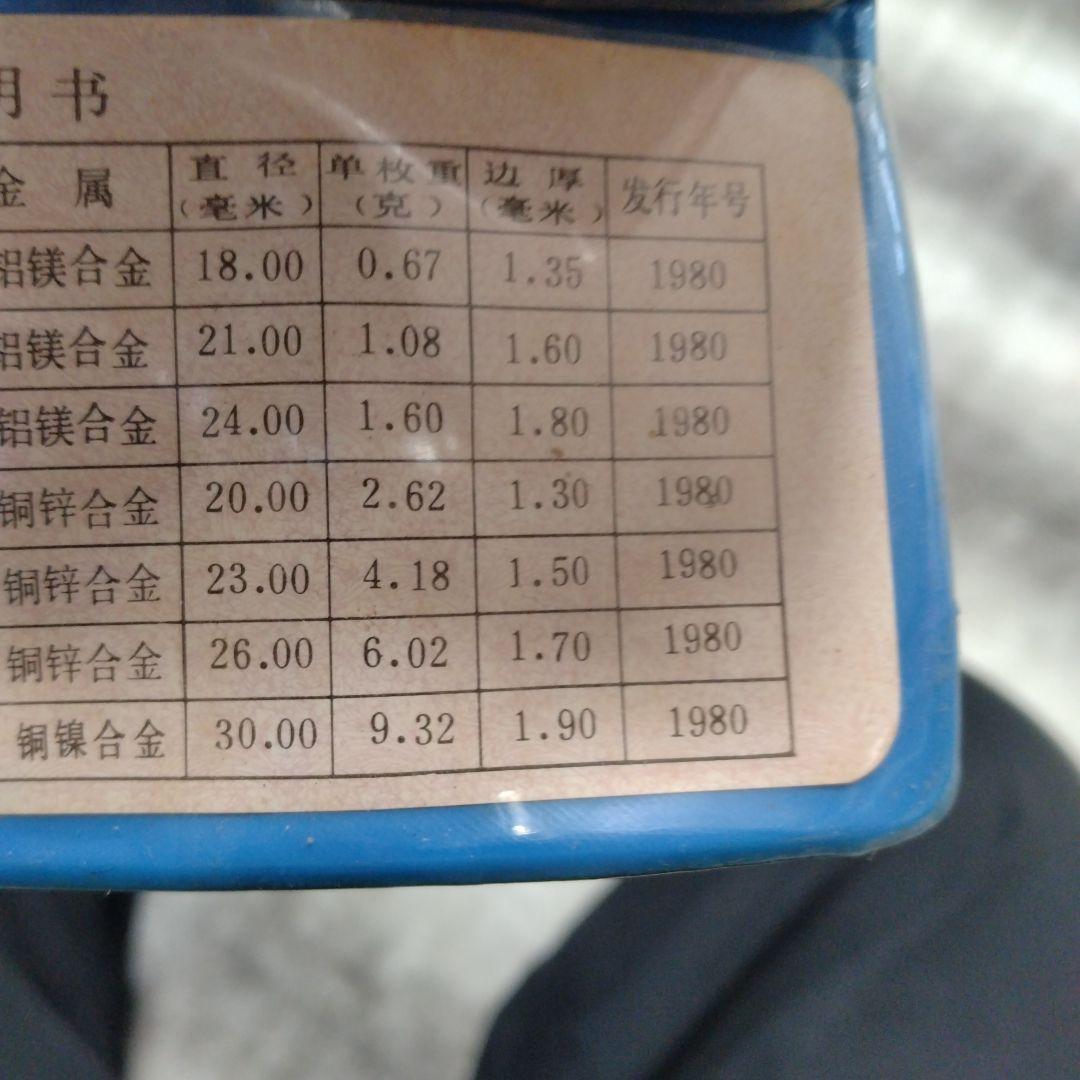 明书
金属 直径(毫米) 单枚重(克) 边厚(毫米) 发行年号
铝镁合金 18.00 0.67 1.35 1980
铝镁合金 21.00 1.08 1.60 1980
铝镁合金 24.00 1.60 1.80 1980
铜锌合金 20.00 2.62 1.30 1980
铜锌合金 23.00 4.18 1.50 1980
铜锌合金 26.00 6.02 1.70 1980
铜镍合金 30.00 9.32 1.90 1980